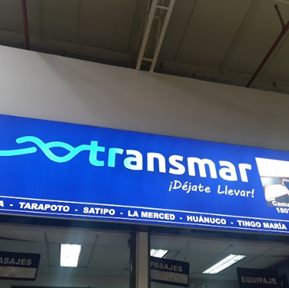 transmar
¡Déjate Llevar!
- TARAPOTO - SATIPO - LA MERCED - HUÁNUCO - TINGO MARÍA
PASAJES
PASAJES
EQUIPAJE